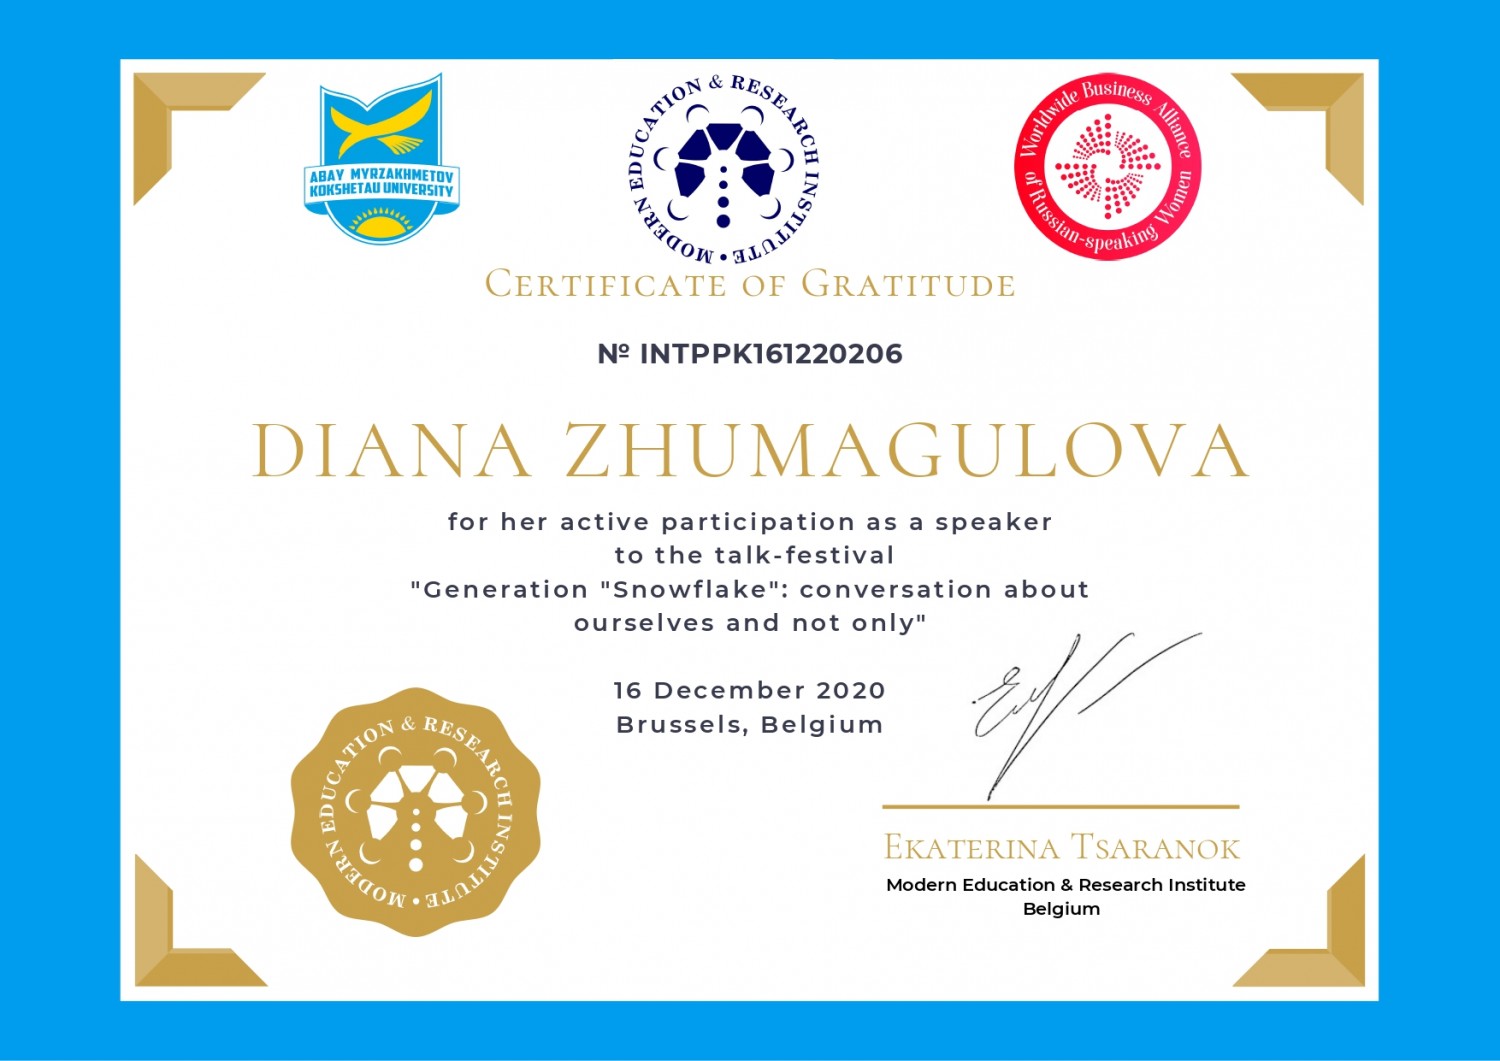 ABAY MYRZAKHMETOV
KOKSHETAU UNIVERSITY
MODERN EDUCATION & RESEARCH INSTITUTE •
Worldwide Business Alliance
of Russian-speaking Women
CERTIFICATE OF GRATITUDE
№ INTPPK161220206
DIANA ZHUMAGULOVA
for her active participation as a speaker
to the talk-festival
"Generation "Snowflake": conversation about
ourselves and not only"
16 December 2020
Brussels, Belgium
MODERN EDUCATION & RESEARCH INSTITUTE •
EKATERINA TSARANOK
Modern Education & Research Institute
Belgium